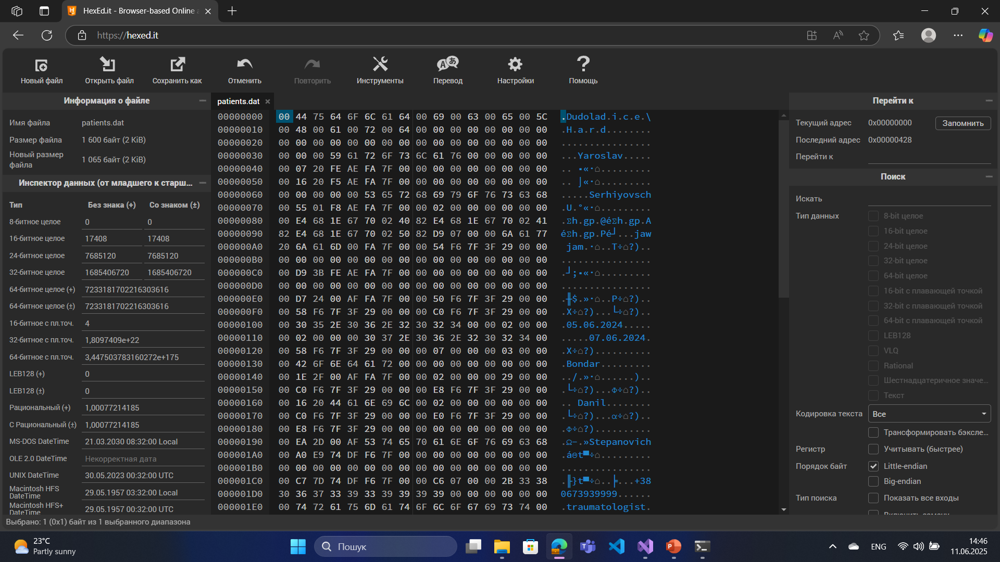 HexEd.it - Browser-based Online a
https://hexed.it
Новый файл
Открыть файл
Сохранить как
Отменить
Повторить
Инструменты
Перевод
Настройки
Помощь
Информация о файле
Имя файла patients.dat
Размер файла 1 600 байт (2 KiB)
Новый размер файла 1 065 байт (2 KiB)
Инспектор данных (от младшего к старш...
Тип Без знака (+) Со знаком (±)
8-битное целое 0 0
16-битное целое 17408 17408
24-битное целое 7685120 7685120
32-битное целое 1685406720 1685406720
64-битное целое (+) 7233181702216303616
64-битное целое (±) 7233181702216303616
16-битное с пл.точ. 4
32-битное с пл.точ. 1,8097409e+22
64-битное с пл.точ. 3,447503783160272e+175
LEB128 (+) 0
LEB128 (±) 0
Рациональный (+) 1,00077214185
С Рациональный (±) 1,00077214185
MS-DOS DateTime 21.03.2030 08:32:00 Local
OLE 2.0 DateTime Некорректная дата
UNIX DateTime 30.05.2023 00:32:00 UTC
Macintosh HFS DateTime 29.05.1957 03:32:00 Local
Macintosh HFS+ DateTime 29.05.1957 00:32:00 UTC
patients.dat
00000000 00 44 75 64 6F 6C 61 64 00 69 00 63 00 65 00 5C .Dudolad.i.c.e.\
00000010 00 48 00 61 00 72 00 64 00 00 00 00 00 00 00 00 .H.a.r.d........
00000020 00 00 00 00 00 00 00 00 00 00 00 00 00 00 00 00 ................
00000030 00 00 00 59 61 72 6F 73 6C 61 76 00 00 00 00 00 ...Yaroslav.....
00000040 00 07 20 FE AE FA 7F 00 00 00 00 00 00 00 00 00 .. ▪«·⌂.........
00000050 00 16 20 F5 AE FA 7F 00 00 00 00 00 00 00 00 00 .. ⌡«·⌂.........
00000060 00 00 00 00 00 53 65 72 68 69 79 6F 76 73 63 68 .....Serhiyovsch
00000070 00 55 01 F8 AE FA 7F 00 00 02 00 00 00 00 00 00 .U.°«·⌂.........
00000080 00 E4 68 1E 67 70 02 40 82 E4 68 1E 67 70 02 41 .Σh.gp.@éΣh.gp.A
00000090 82 E4 68 1E 67 70 02 50 82 D9 07 00 00 6A 61 77 éΣh.gp.Pé┘...jaw
000000A0 20 6A 61 6D 00 FA 7F 00 00 54 F6 7F 3F 29 00 00  jam.·⌂..T÷⌂?)..
000000B0 00 00 00 00 00 00 00 00 00 00 00 00 00 00 00 00 ................
000000C0 00 D9 3B FE AE FA 7F 00 00 00 00 00 00 00 00 00 .┘;▪«·⌂.........
000000D0 00 00 00 00 00 00 00 00 00 00 00 00 00 00 00 00 ................
000000E0 00 D7 24 00 AF FA 7F 00 00 50 F6 7F 3F 29 00 00 .╫$.»·⌂..P÷⌂?)..
000000F0 00 58 F6 7F 3F 29 00 00 00 C0 F6 7F 3F 29 00 00 .X÷⌂?)...└÷⌂?)..
00000100 00 30 35 2E 30 36 2E 32 30 32 34 00 00 02 00 00 .05.06.2024.....
00000110 00 02 00 00 00 30 37 2E 30 36 2E 32 30 32 34 00 .....07.06.2024.
00000120 00 58 F6 7F 3F 29 00 00 00 07 00 00 00 03 00 00 .X÷⌂?)..........
00000130 00 42 6F 6E 64 61 72 00 00 00 00 00 00 00 00 00 .Bondar.........
00000140 00 1E 2F 00 AF FA 7F 00 00 02 00 00 00 29 00 00 ../.»·⌂......)..
00000150 00 C0 F6 7F 3F 29 00 00 00 E8 F6 7F 3F 29 00 00 .└÷⌂?)...Φ÷⌂?)..
00000160 00 16 20 44 61 6E 69 6C 00 02 00 00 00 00 00 00 .. Danil........
00000170 00 C0 F6 7F 3F 29 00 00 00 E0 F6 7F 3F 29 00 00 .└÷⌂?)...α÷⌂?)..
00000180 00 E8 F6 7F 3F 29 00 00 00 00 00 00 00 00 00 00 .Φ÷⌂?)..........
00000190 00 EA 2D 00 AF 53 74 65 70 61 6E 6F 76 69 63 68 .Ω-.»Stepanovich
000001A0 00 A0 E9 74 DF F6 7F 00 00 00 00 00 00 00 00 00 .áΘt▀÷⌂.........
000001B0 00 00 00 00 00 00 00 00 00 00 00 00 00 00 00 00 ................
000001C0 00 C7 7D 74 DF F6 7F 00 00 C6 07 00 00 2B 33 38 .╟}t▀÷⌂..╞...+38
000001D0 30 36 37 33 39 33 39 39 39 39 00 00 00 00 00 00 0673939999......
000001E0 00 74 72 61 75 6D 61 74 6F 6C 6F 67 69 73 74 00 .traumatologist.
Перейти к
Текущий адрес 0x00000000 Запомнить
Последний адрес 0x00000428
Перейти к
Поиск
Искать
Тип данных 8-bit целое
16-bit целое
24-bit целое
32-bit целое
64-bit целое
16-bit с плавающей точкой
32-bit с плавающей точкой
64-bit с плавающей точкой
LEB128
VLQ
Rational
Шестнадцатеричное значе...
Текст
Кодировка текста Все
Трансформировать бэксле...
Регистр Учитывать (быстрее)
Порядок байт Little-endian
Big-endian
Тип поиска Показать все входы
Выбрано: 1 (0x1) байт из 1 выбранного диапазона
23°C
Partly sunny
Пошук
ENG
14:46
11.06.2025